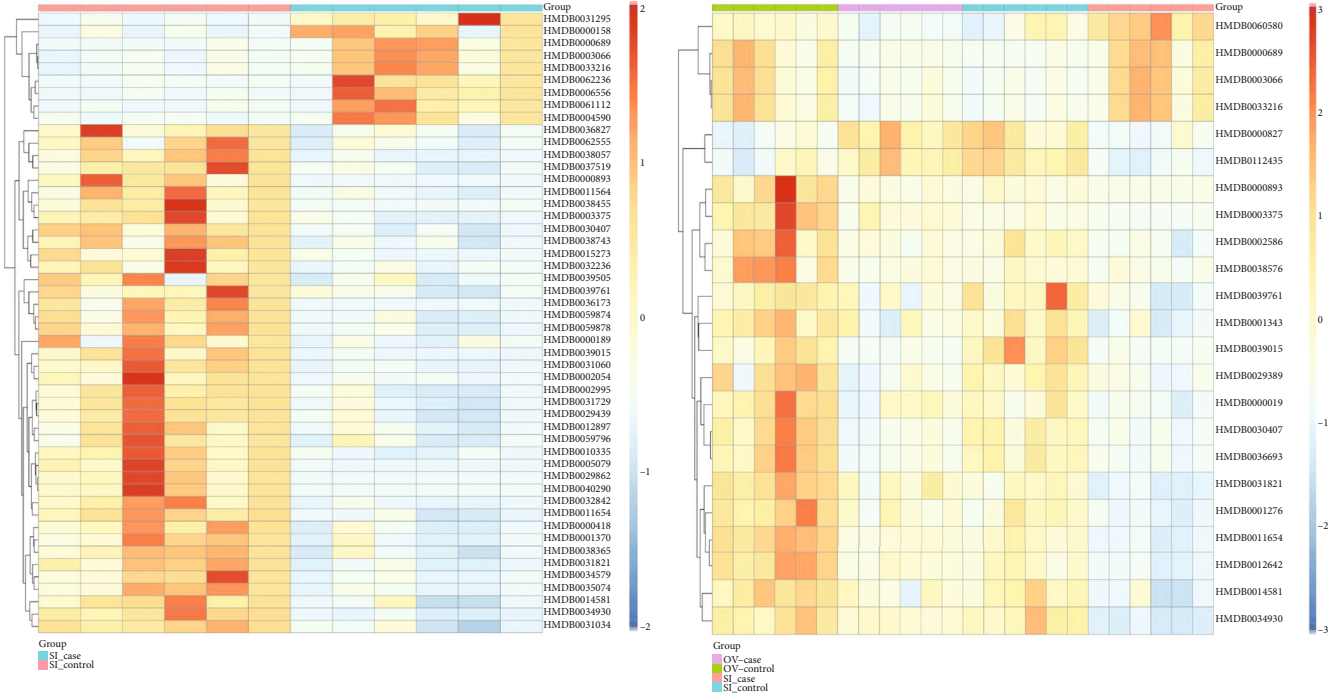 Group
HMDB0031295
HMDB0000158
HMDB0000689
HMDB0003066
HMDB0033216
HMDB0062236
HMDB0006556
HMDB0061112
HMDB0004590
HMDB0036827
HMDB0062555
HMDB0038057
HMDB0037519
HMDB0000893
HMDB0011564
HMDB0038455
HMDB0003375
HMDB0030407
HMDB0038743
HMDB0015273
HMDB0032236
HMDB0039505
HMDB0039761
HMDB0036173
HMDB0059874
HMDB0059878
HMDB0000189
HMDB0039015
HMDB0031060
HMDB0002054
HMDB0002995
HMDB0031729
HMDB0029439
HMDB0012897
HMDB0059796
HMDB0010335
HMDB0005079
HMDB0029862
HMDB0040290
HMDB0032842
HMDB0011654
HMDB0000418
HMDB0001370
HMDB0038365
HMDB0031821
HMDB0034579
HMDB0035074
HMDB0014581
HMDB0034930
HMDB0031034
2
1
0
−1
−2
Group
SI_case
SI_control
Group
HMDB0060580
HMDB0000689
HMDB0003066
HMDB0033216
HMDB0000827
HMDB0112435
HMDB0000893
HMDB0003375
HMDB0002586
HMDB0038576
HMDB0039761
HMDB0001343
HMDB0039015
HMDB0029389
HMDB0000019
HMDB0030407
HMDB0036693
HMDB0031821
HMDB0001276
HMDB0011654
HMDB0012642
HMDB0014581
HMDB0034930
3
2
1
0
−1
−2
−3
Group
OV−case
OV−control
SI_case
SI_control